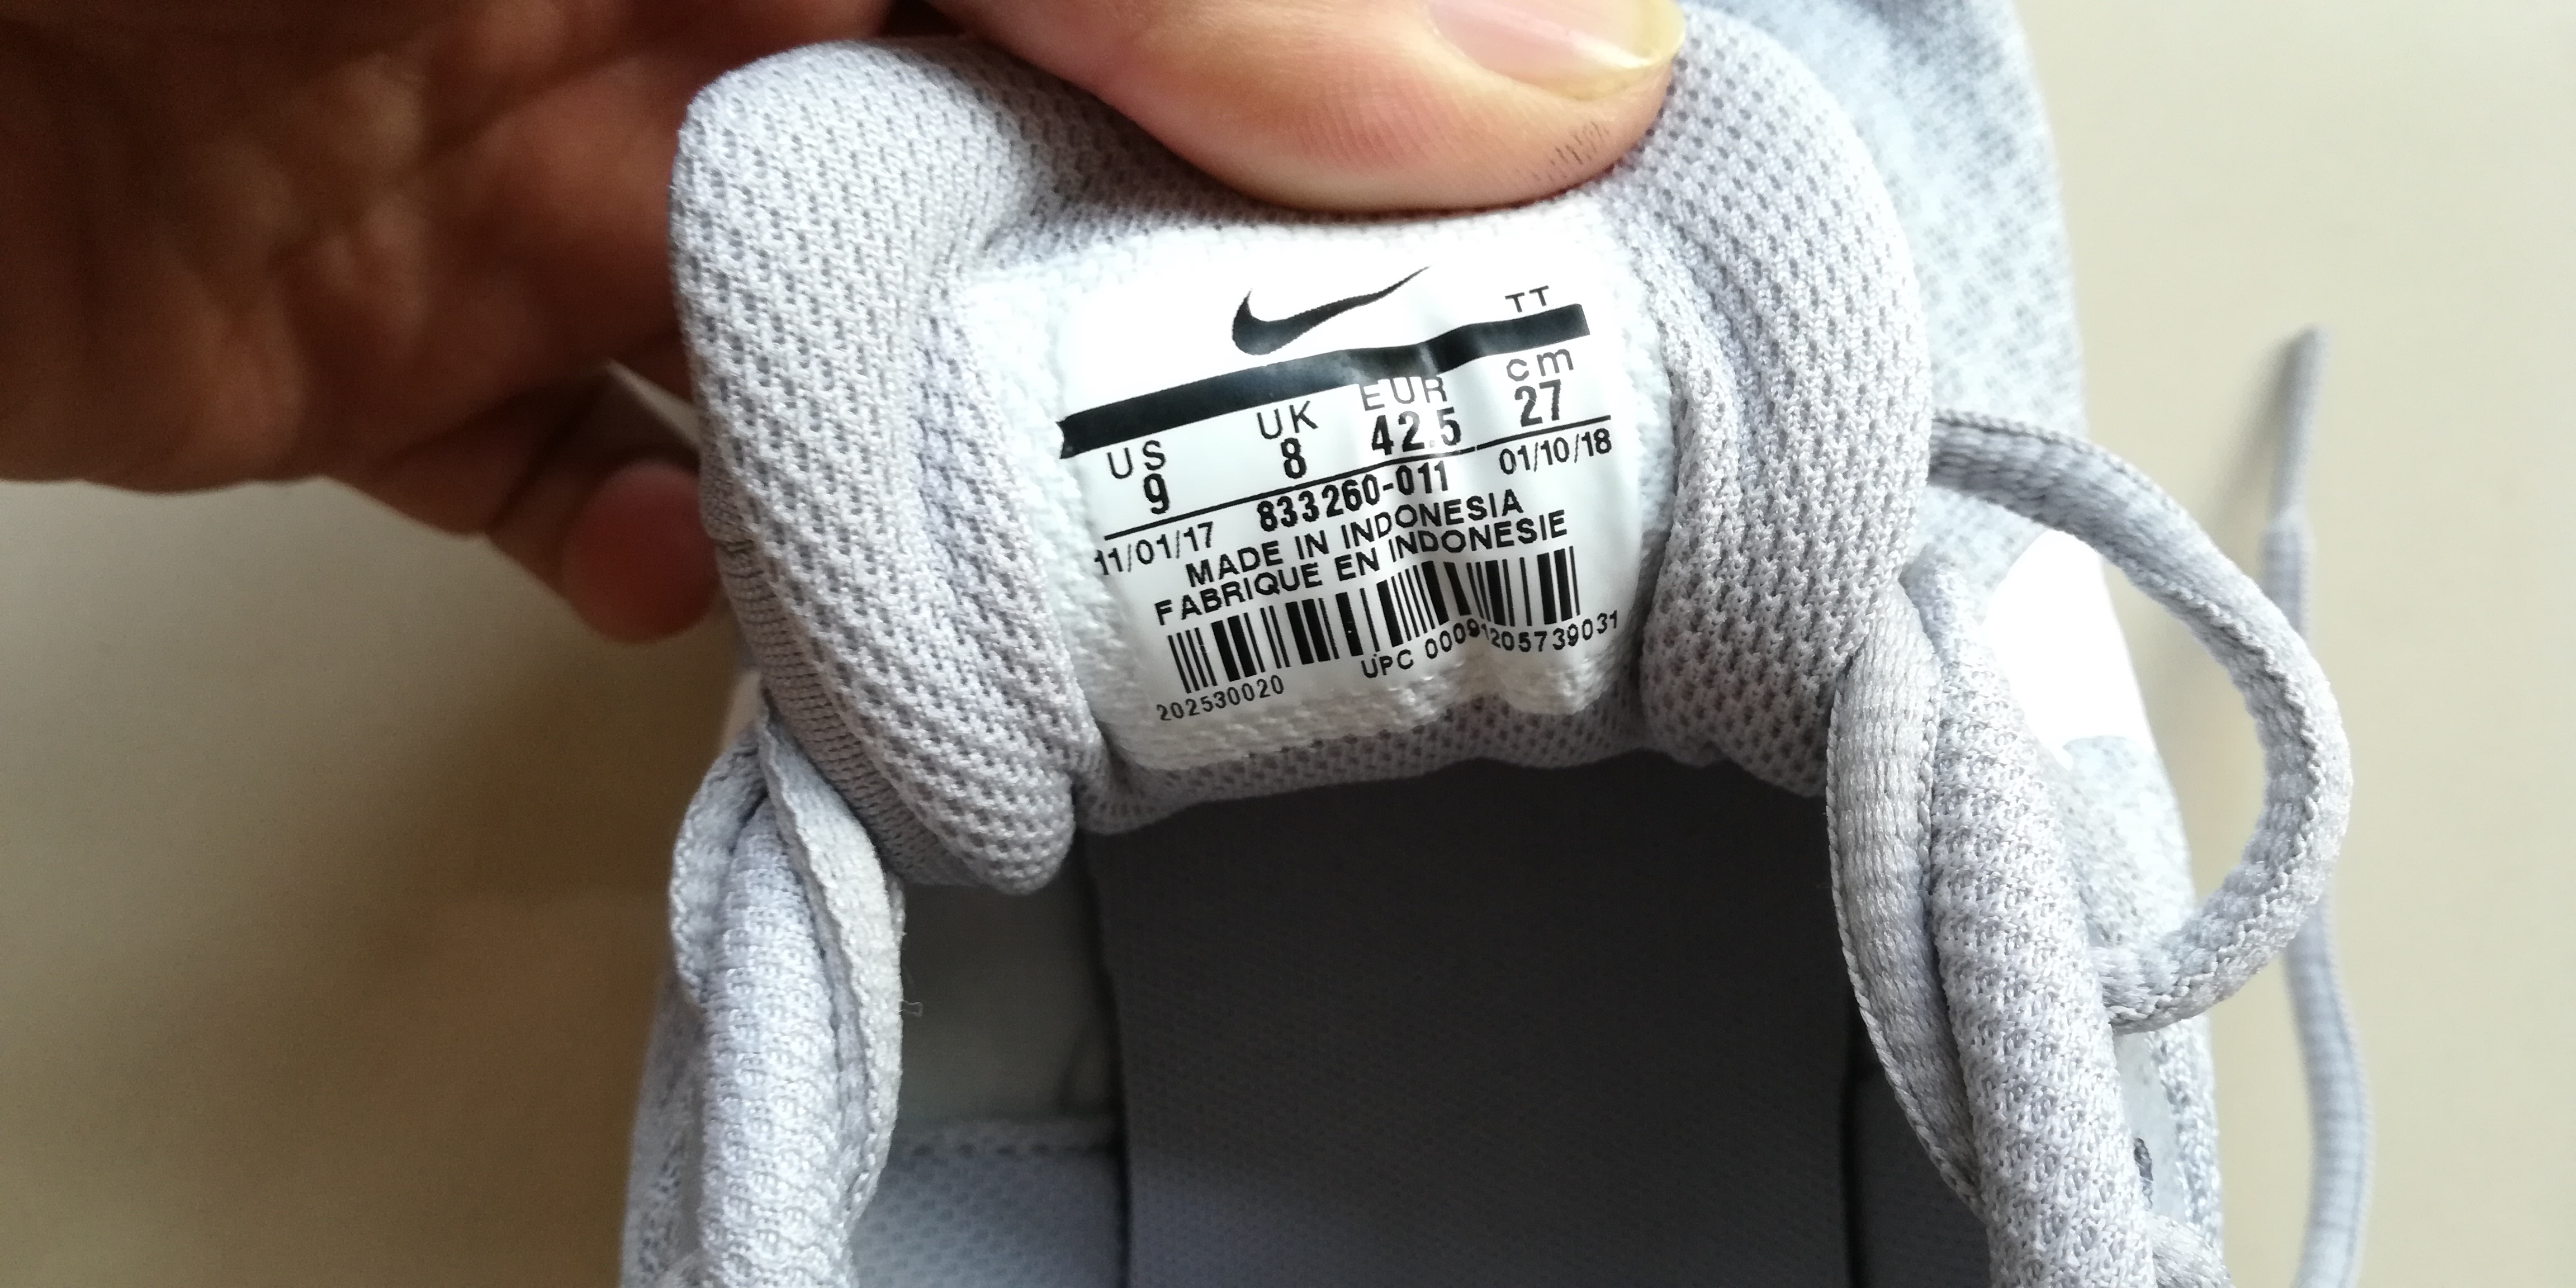 TT
US UK EUR cm
9 8 42.5 27
11/01/17 833260-011 01/10/18
MADE IN INDONESIA
FABRIQUE EN INDONESIE
202530020 UPC 00091205739031